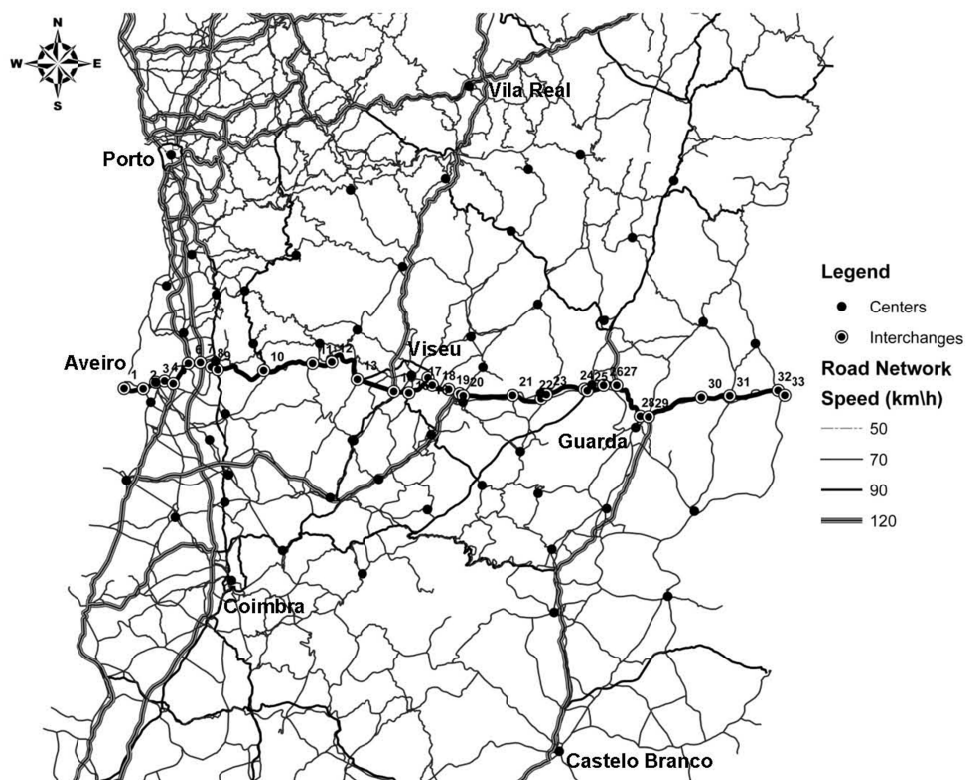 N
W E
S
Vila Real
Porto
Legend
Centers
Interchanges
Road Network
Speed (km\h)
50
70
90
120
Aveiro
Viseu
1 2 3 4 6 7 8 9 10 11 12 13 17 18 19 20 21 22 23 24 25 26 27 28 29 30 31 32 33
Guarda
Coimbra
Castelo Branco